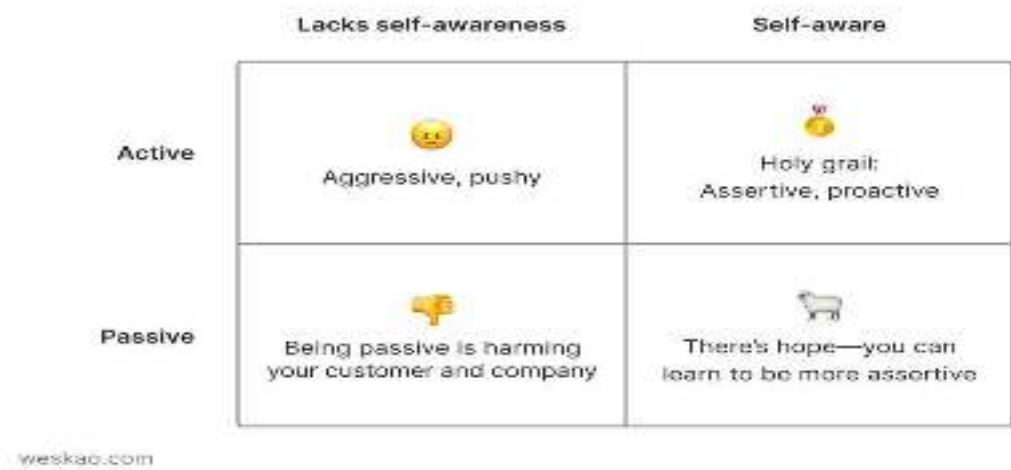 Lacks self-awareness
Self-aware
Active
Aggressive, pushy
Holy grail:
Assertive, proactive
Passive
Being passive is harming
your customer and company
There's hope—you can
learn to be more assertive
weskao.com